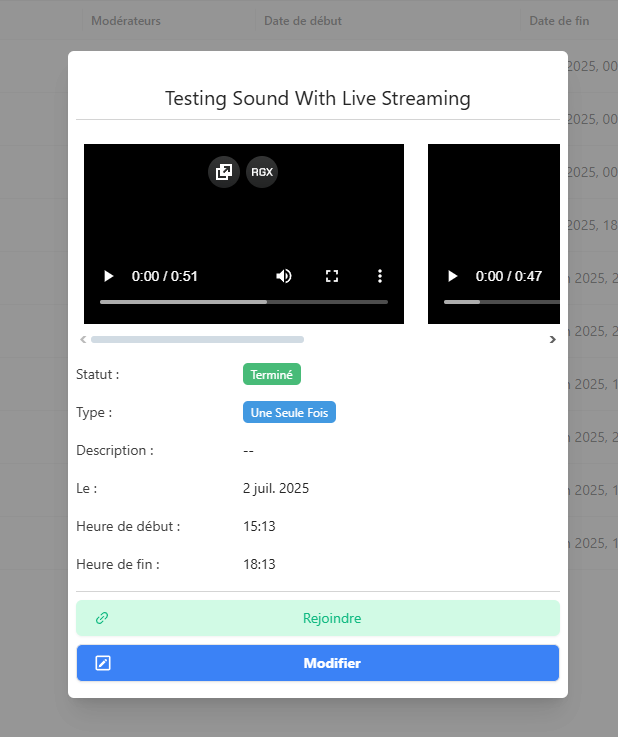 Modérateurs Date de début Date de fin
Testing Sound With Live Streaming
RGX
0:00 / 0:51 0:00 / 0:47
Statut : Terminé
Type : Une Seule Fois
Description : --
Le : 2 juil. 2025
Heure de début : 15:13
Heure de fin : 18:13
Rejoindre
Modifier
2025, 00
2025, 00
2025, 00
2025, 18
2025, 2
2025, 2
2025, 1
2025, 2
2025, 1
2025, 1